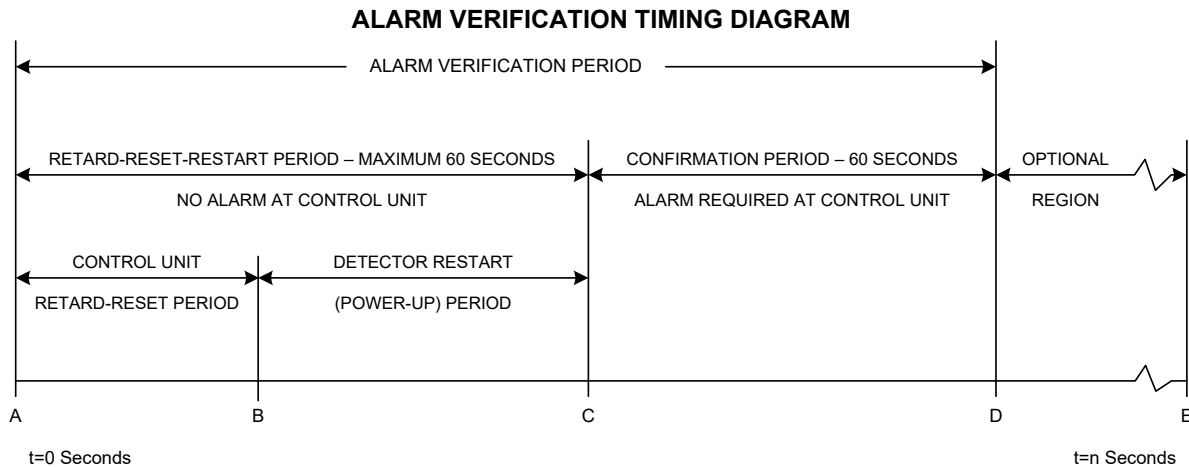 ALARM VERIFICATION TIMING DIAGRAM
ALARM VERIFICATION PERIOD
RETARD-RESET-RESTART PERIOD – MAXIMUM 60 SECONDS
CONFIRMATION PERIOD – 60 SECONDS
OPTIONAL
NO ALARM AT CONTROL UNIT
ALARM REQUIRED AT CONTROL UNIT
REGION
CONTROL UNIT
DETECTOR RESTART
RETARD-RESET PERIOD
(POWER-UP) PERIOD
A
B
C
D
E
t=0 Seconds
t=n Seconds